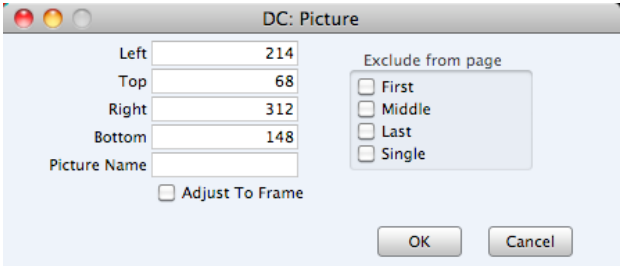 DC: Picture
Left 214
Top 68
Right 312
Bottom 148
Picture Name
Adjust To Frame
Exclude from page
First
Middle
Last
Single
OK Cancel